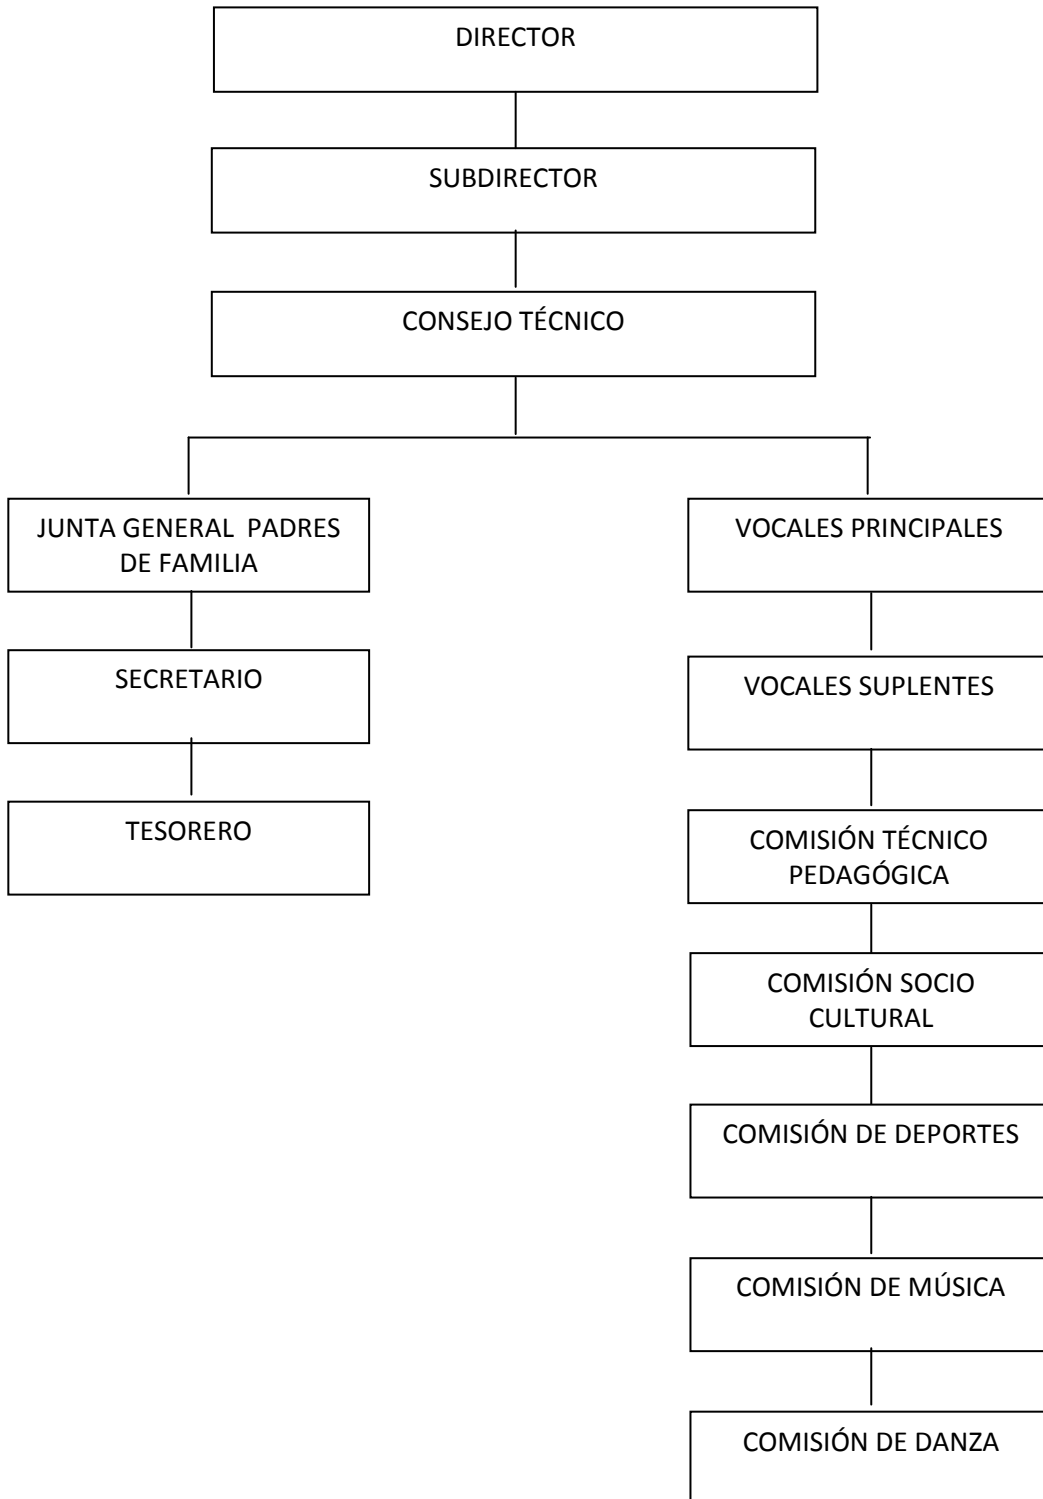 DIRECTOR
SUBDIRECTOR
CONSEJO TÉCNICO
JUNTA GENERAL  PADRES
DE FAMILIA
SECRETARIO
TESORERO
VOCALES PRINCIPALES
VOCALES SUPLENTES
COMISIÓN TÉCNICO
PEDAGÓGICA
COMISIÓN SOCIO
CULTURAL
COMISIÓN DE DEPORTES
COMISIÓN DE MÚSICA
COMISIÓN DE DANZA